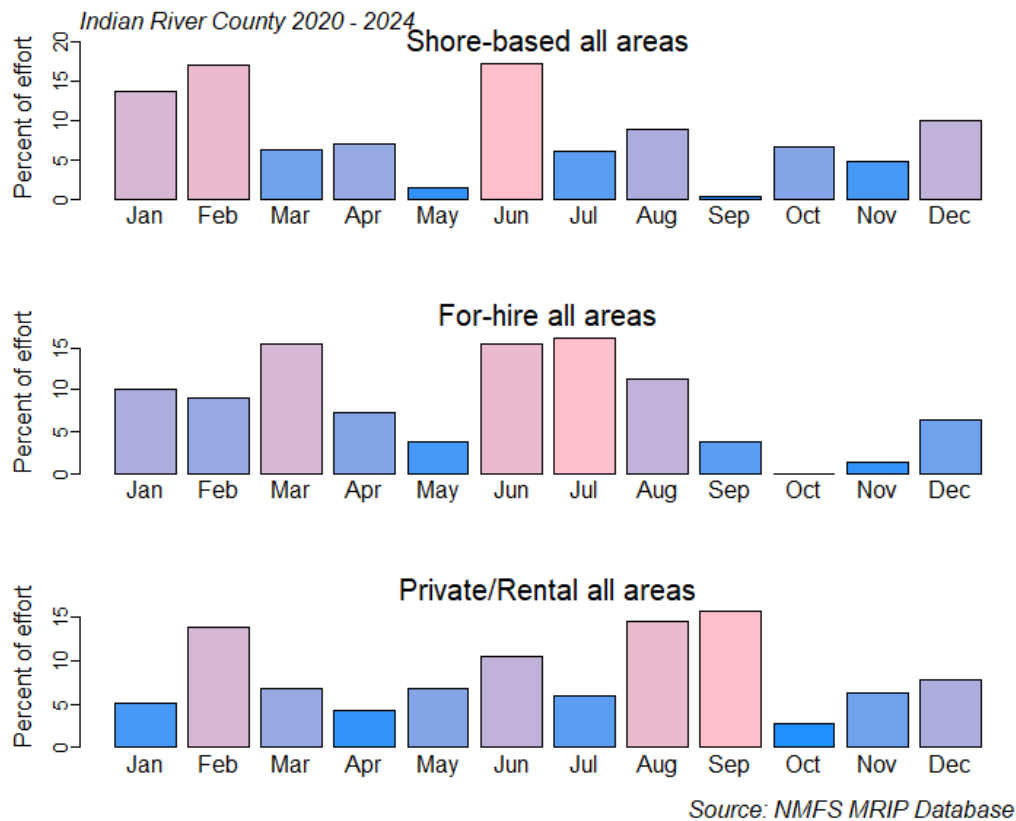 Indian River County 2020 - 2024
Shore-based all areas
Percent of effort
20
15
10
5
0
Jan Feb Mar Apr May Jun Jul Aug Sep Oct Nov Dec
For-hire all areas
Percent of effort
15
10
5
0
Jan Feb Mar Apr May Jun Jul Aug Sep Oct Nov Dec
Private/Rental all areas
Percent of effort
15
10
5
0
Jan Feb Mar Apr May Jun Jul Aug Sep Oct Nov Dec
Source: NMFS MRIP Database